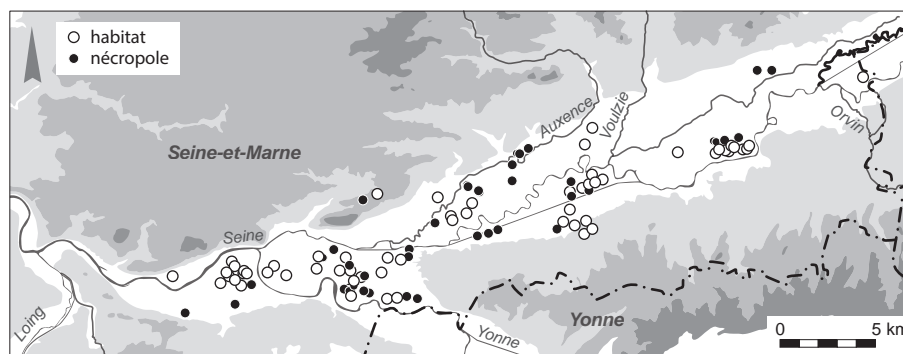 habitat
nécropole
Auxence
Voulzie
Orvin
Seine-et-Marne
Seine
Loing
Yonne
Yonne
0 5 km